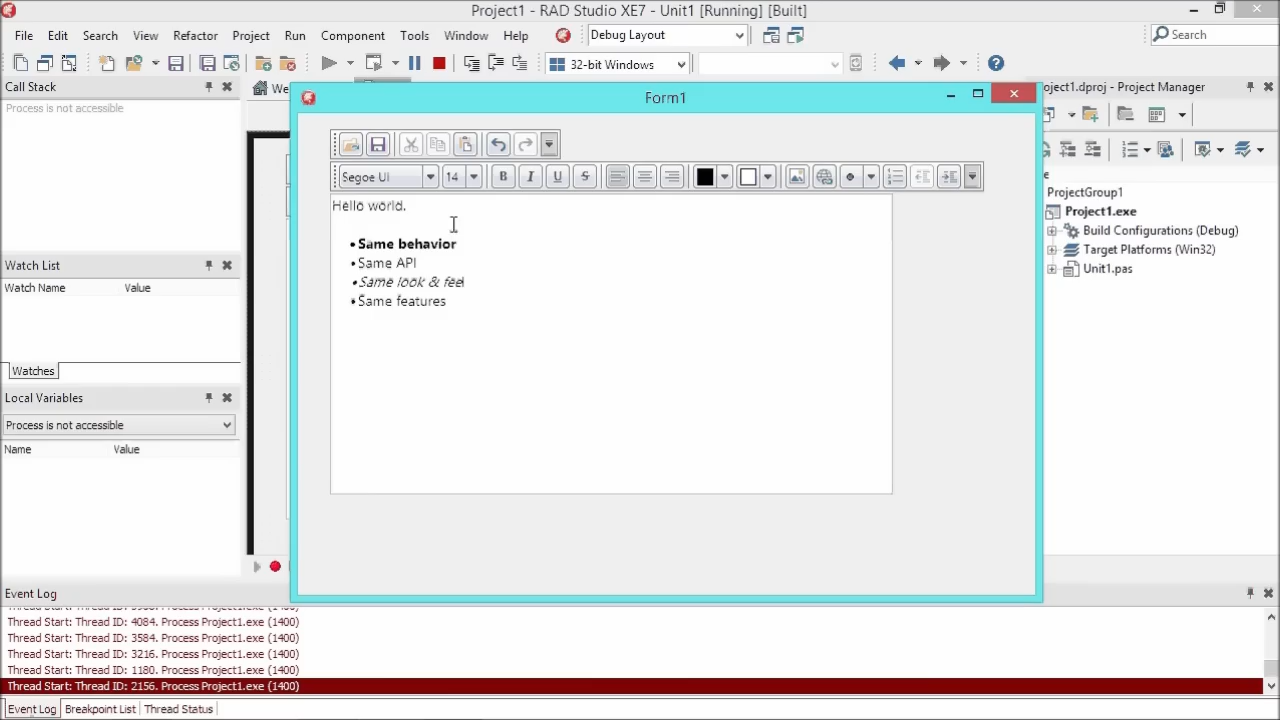 Project1 - RAD Studio XE7 - Unit1 [Running] [Built]
File Edit Search View Refactor Project Run Component Tools Window Help Debug Layout Search
32-bit Windows
Call Stack
Process is not accessible
Form1
oject1.dproj - Project Manager
Segoe UI 14 B I U S
Hello world.
• Same behavior
• Same API
• Same look & feel
• Same features
ProjectGroup1
Project1.exe
Build Configurations (Debug)
Target Platforms (Win32)
Unit1.pas
Watch List
Watch Name Value
Watches
Local Variables
Process is not accessible
Name Value
Event Log
Thread Start: Thread ID: 4084. Process Project1.exe (1400)
Thread Start: Thread ID: 3584. Process Project1.exe (1400)
Thread Start: Thread ID: 3216. Process Project1.exe (1400)
Thread Start: Thread ID: 1180. Process Project1.exe (1400)
Thread Start: Thread ID: 2156. Process Project1.exe (1400)
Event Log Breakpoint List Thread Status